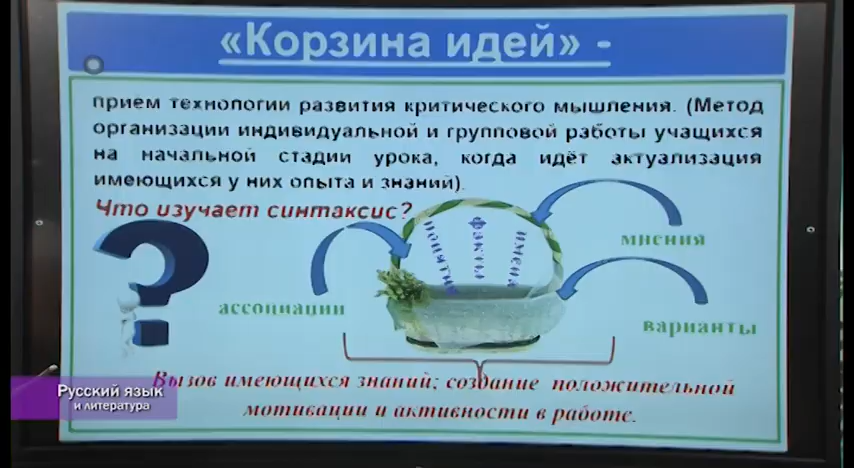 «Корзина идей» -
прием технологии развития критического мышления. (Метод
организации индивидуальной и групповой работы учащихся
на начальной стадии урока, когда идёт актуализация
имеющихся у них опыта и знаний).
Что изучает синтаксис?
понятия
факты
имена
мнения
ассоциации
варианты
Вызов имеющихся знаний; создание положительной
мотивации и активности в работе.
Русский язык
и литература